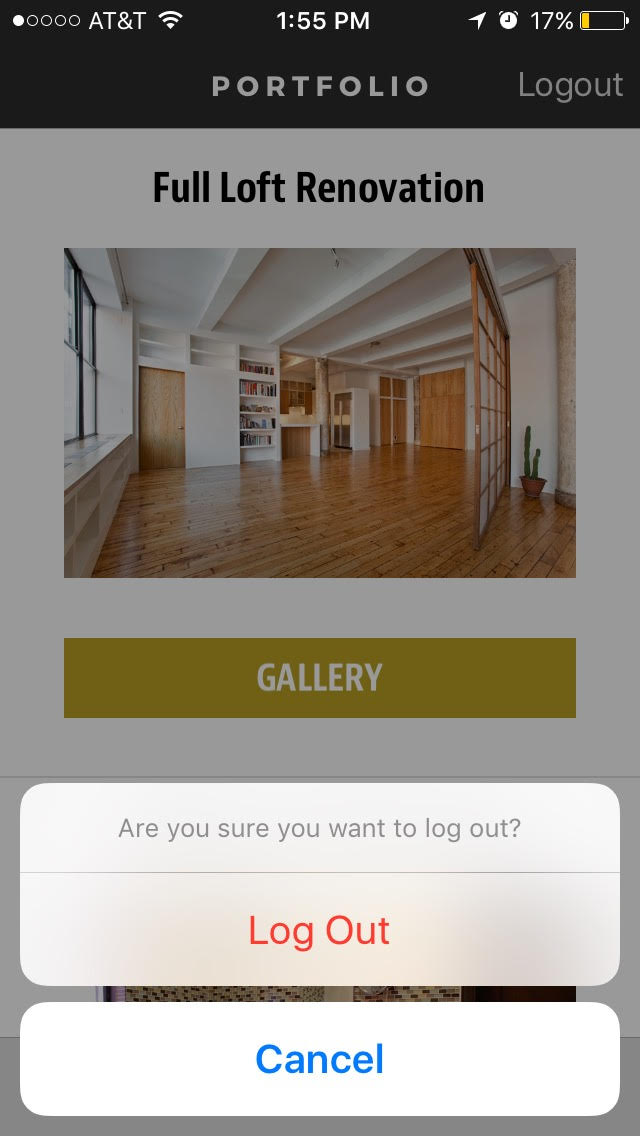 AT&T 1:55 PM 17%
PORTFOLIO Logout
Full Loft Renovation
GALLERY
Are you sure you want to log out?
Log Out
Cancel